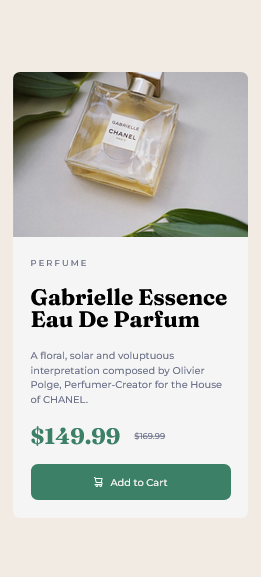 GABRIELLE
CHANEL
PERFUME
Gabrielle Essence
Eau De Parfum
A floral, solar and voluptuous
interpretation composed by Olivier
Polge, Perfumer-Creator for the House
of CHANEL.
$149.99 $169.99
Add to Cart